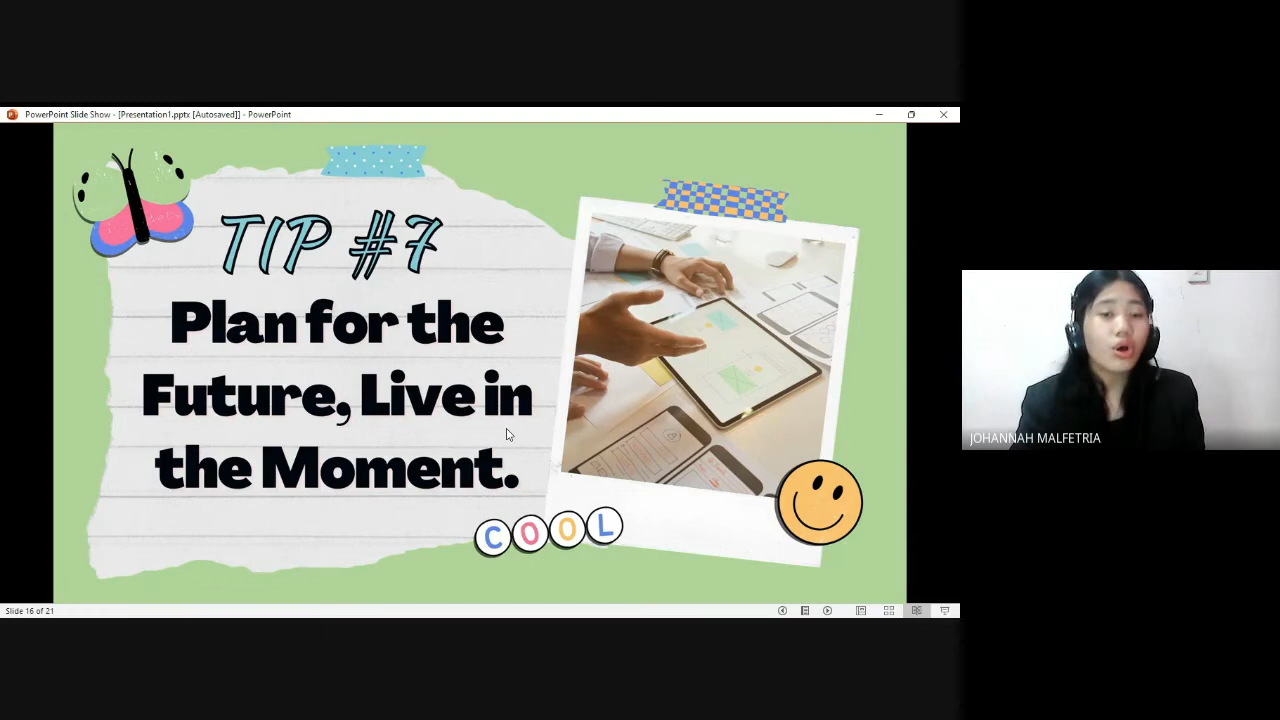 PowerPoint Slide Show - [Presentation1.pptx [Autosaved]] - PowerPoint
TIP #7
Plan for the
Future, Live in
the Moment.
COOL
JOHANNAH MALFETRIA
Slide 16 of 21